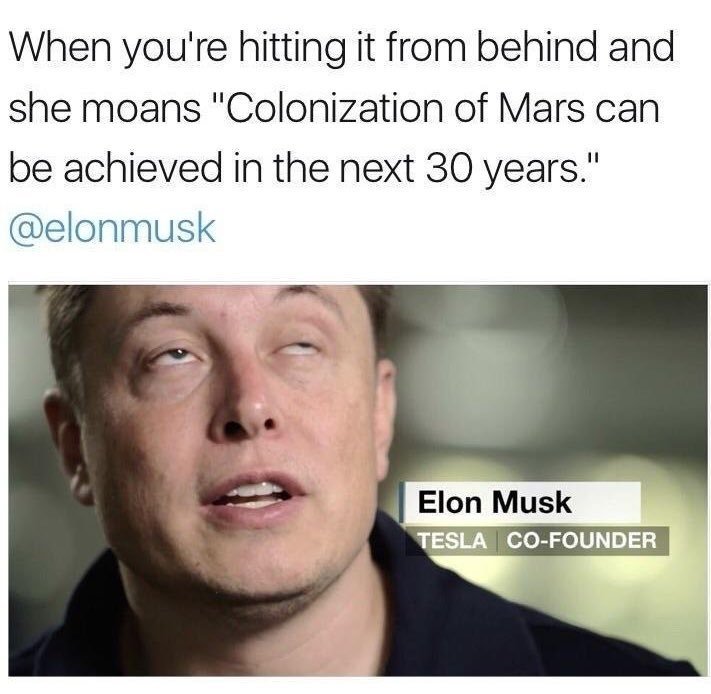 When you're hitting it from behind and
she moans "Colonization of Mars can
be achieved in the next 30 years."
@elonmusk
Elon Musk
TESLA CO-FOUNDER